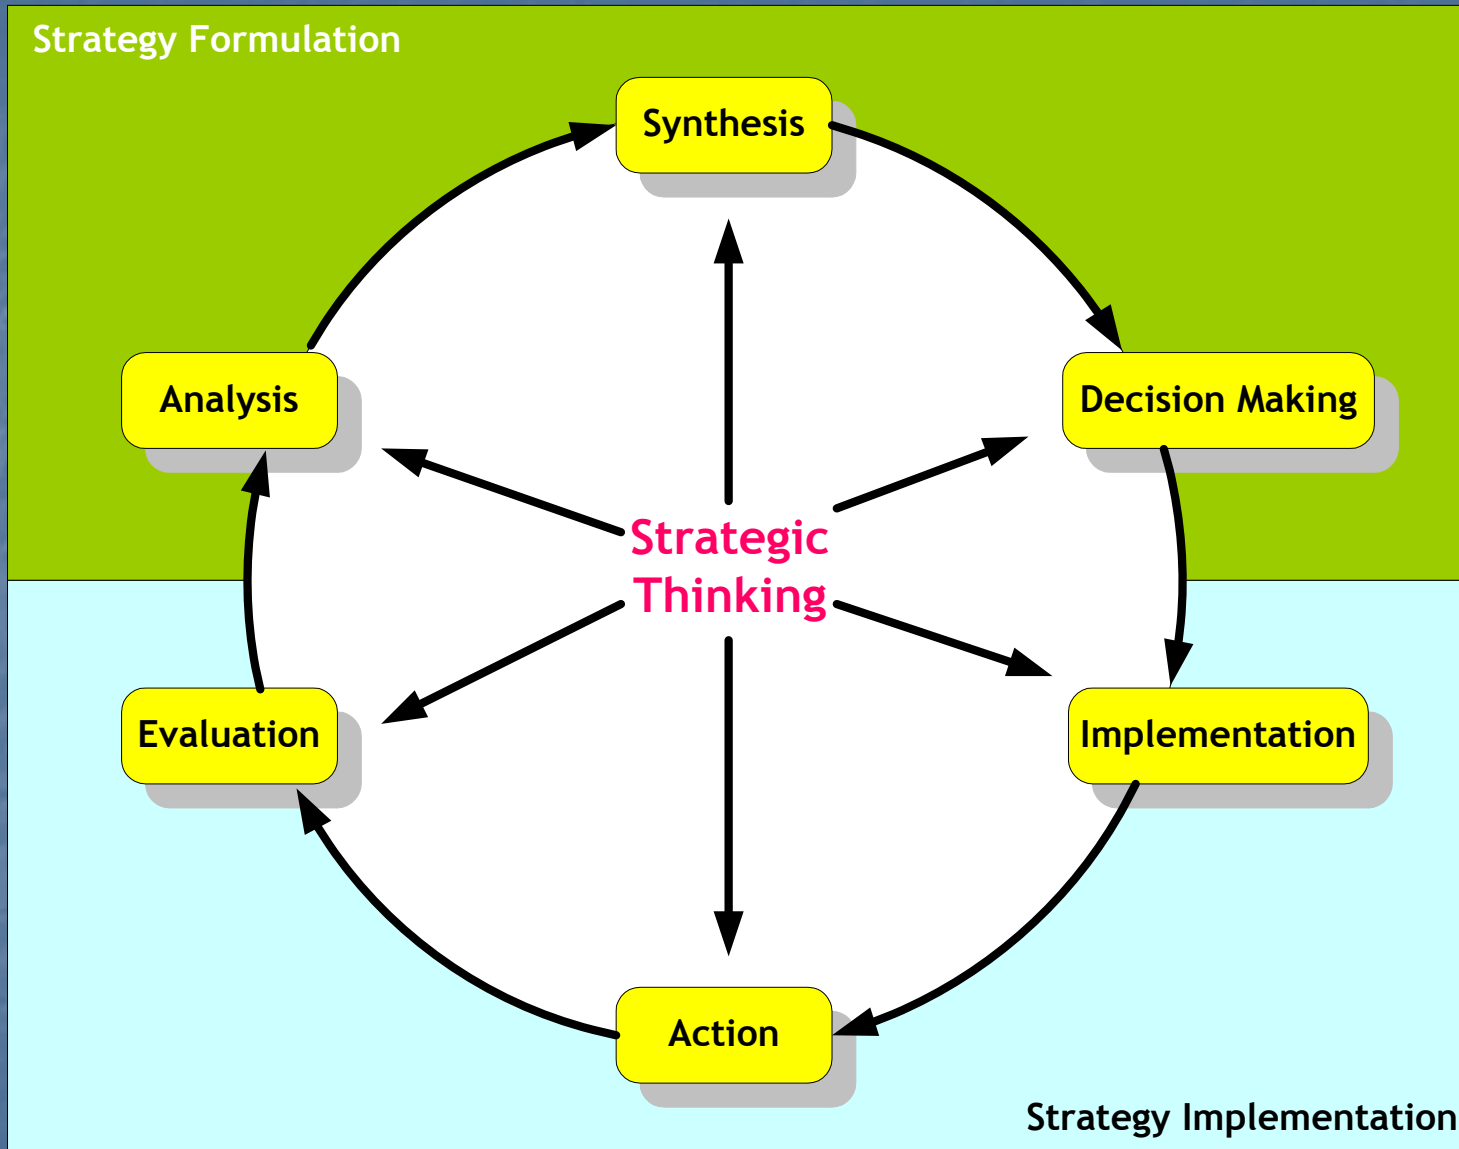 Strategy Formulation
Synthesis
Analysis
Decision Making
Strategic
Thinking
Evaluation
Implementation
Action
Strategy Implementation